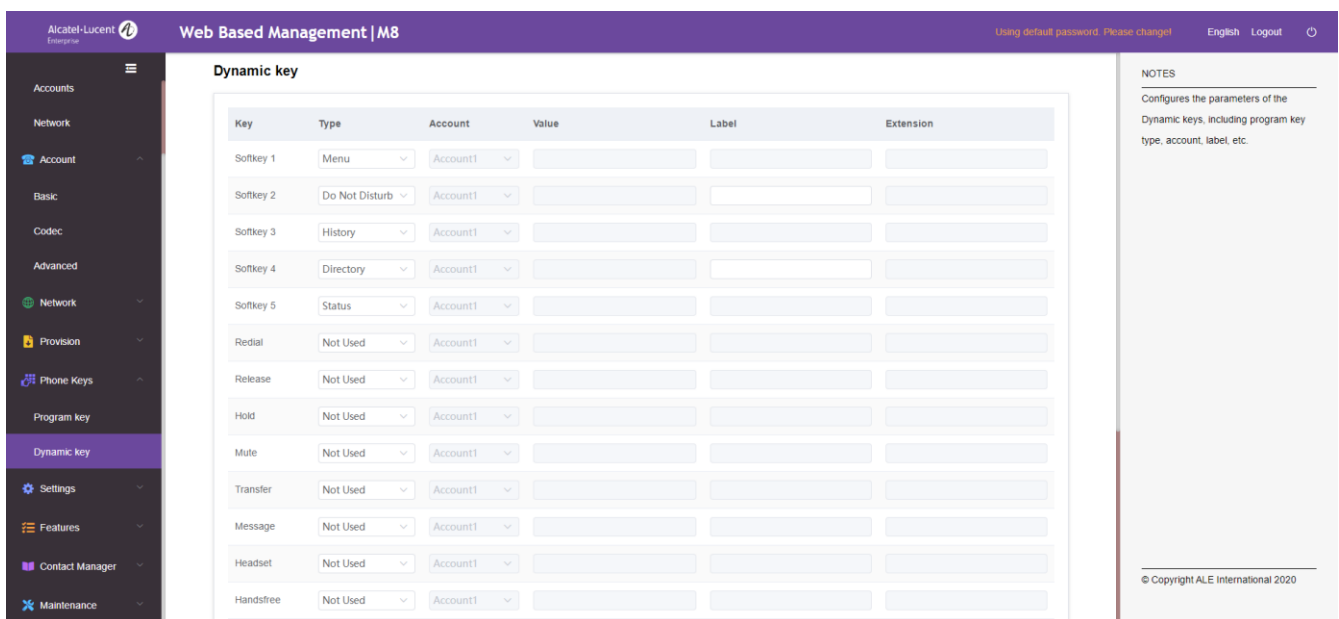 Alcatel-Lucent
Enterprise
Web Based Management | M8
Using default password. Please change!
English Logout
Accounts
Network
Account
Basic
Codec
Advanced
Network
Provision
Phone Keys
Program key
Dynamic key
Settings
Features
Contact Manager
Maintenance
Dynamic key
Key Type Account Value Label Extension
Softkey 1 Menu Account1
Softkey 2 Do Not Disturb Account1
Softkey 3 History Account1
Softkey 4 Directory Account1
Softkey 5 Status Account1
Redial Not Used Account1
Release Not Used Account1
Hold Not Used Account1
Mute Not Used Account1
Transfer Not Used Account1
Message Not Used Account1
Headset Not Used Account1
Handsfree Not Used Account1
NOTES
Configures the parameters of the
Dynamic keys, including program key
type, account, label, etc.
© Copyright ALE International 2020